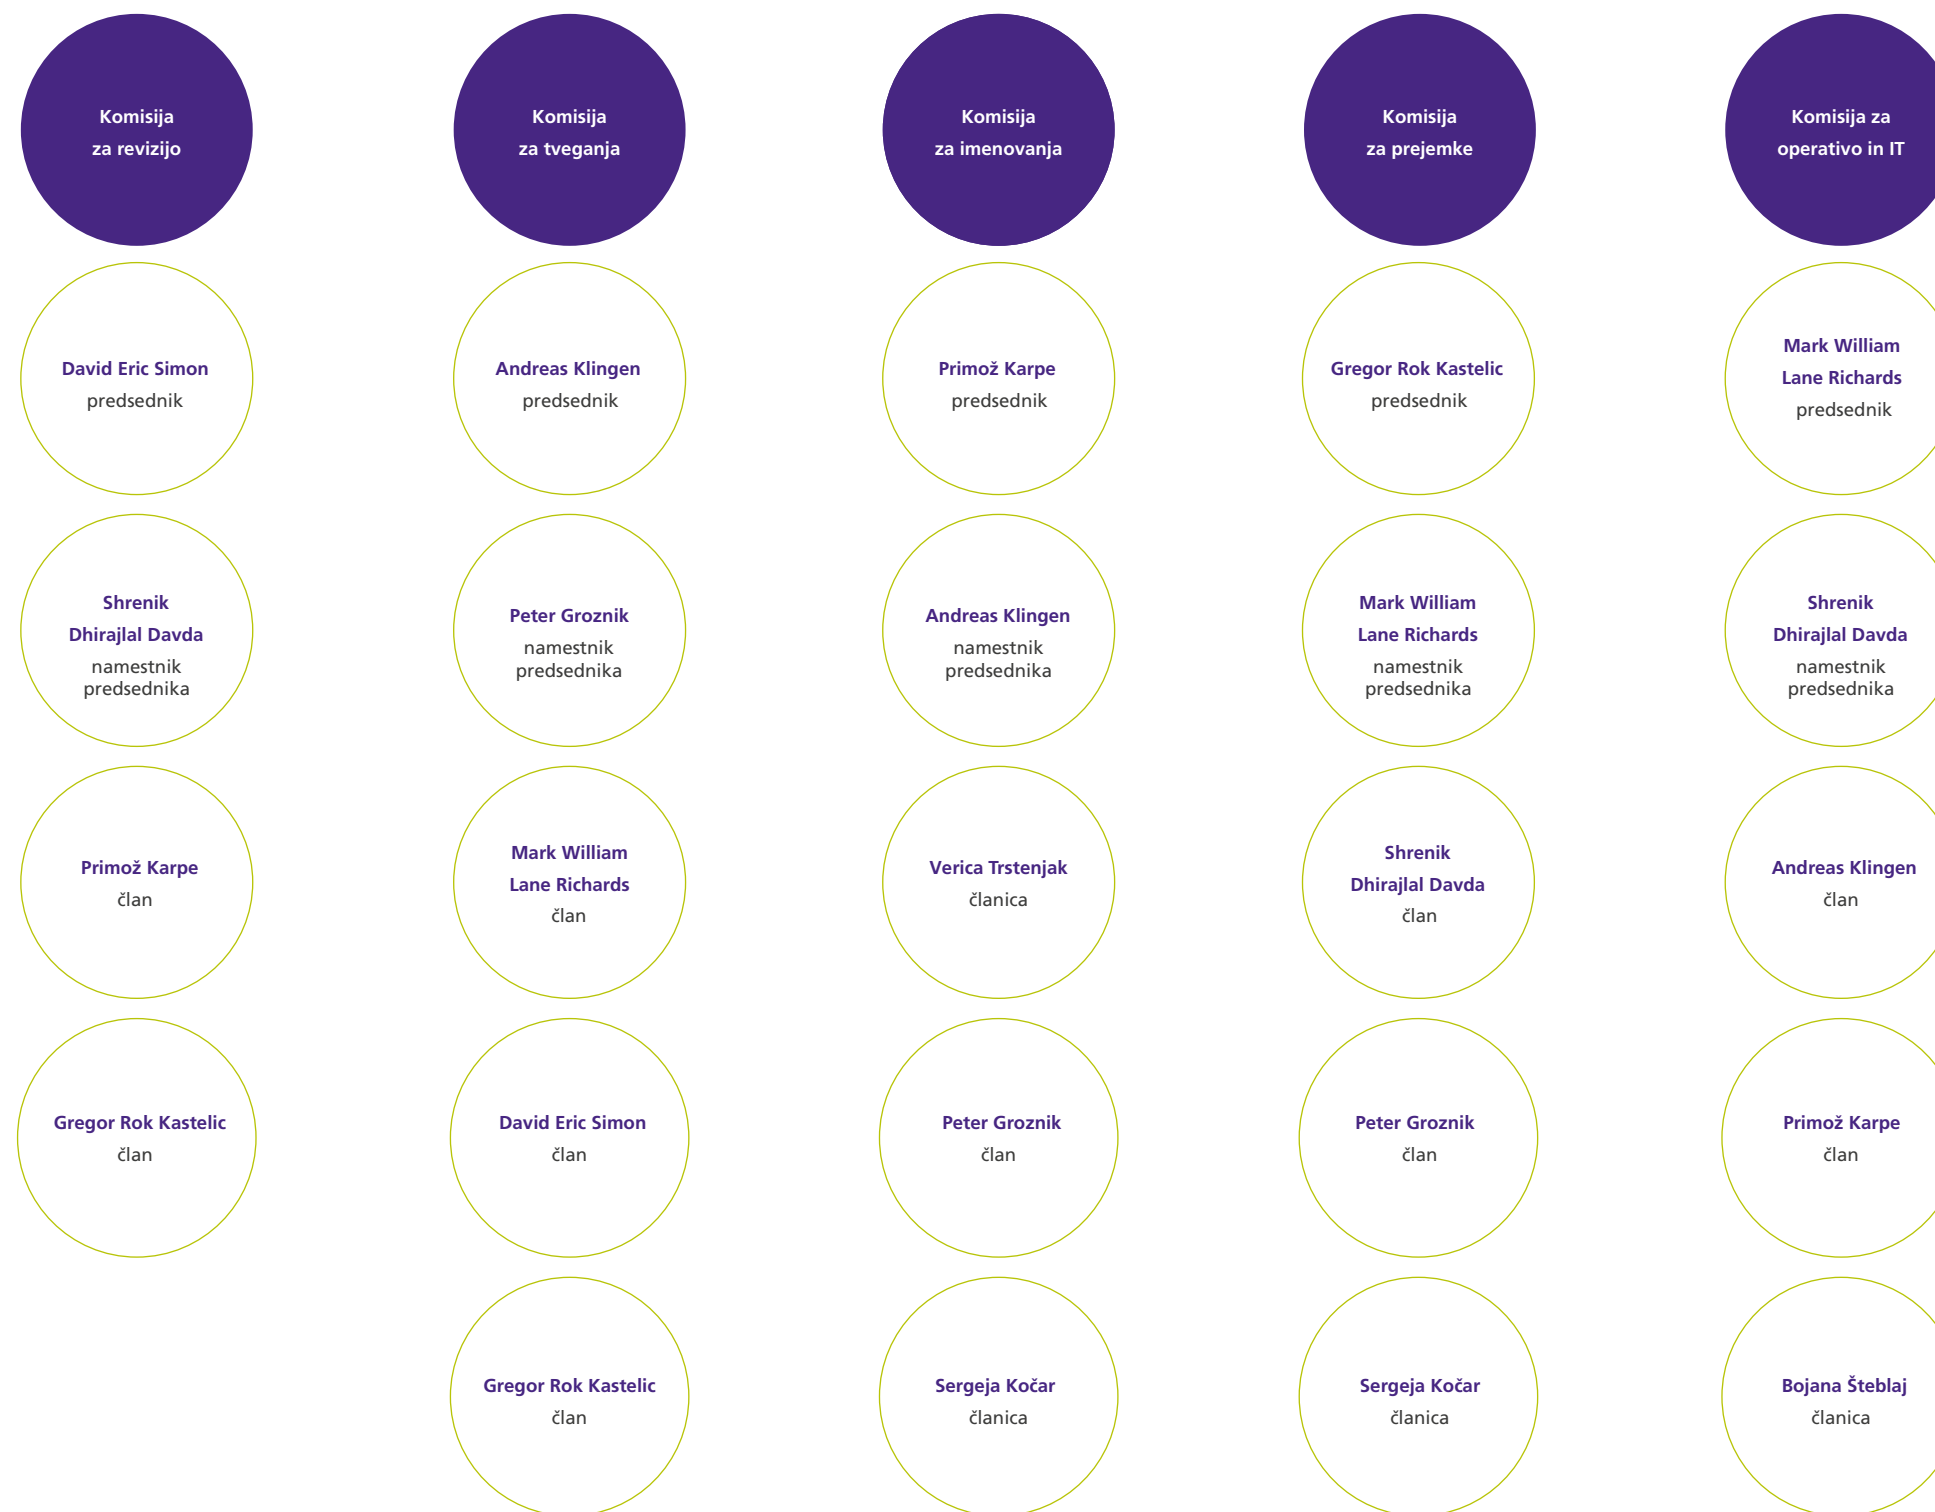 Komisija
za revizijo
David Eric Simon
predsednik
Shrenik
Dhirajlal Davda
namestnik
predsednika
Primož Karpe
član
Gregor Rok Kastelic
član
Komisija
za tveganja
Andreas Klingen
predsednik
Peter Groznik
namestnik
predsednika
Mark William
Lane Richards
član
David Eric Simon
član
Gregor Rok Kastelic
član
Komisija
za imenovanja
Primož Karpe
predsednik
Andreas Klingen
namestnik
predsednika
Verica Trstenjak
članica
Peter Groznik
član
Sergeja Kočar
članica
Komisija
za prejemke
Gregor Rok Kastelic
predsednik
Mark William
Lane Richards
namestnik
predsednika
Shrenik
Dhirajlal Davda
član
Peter Groznik
član
Sergeja Kočar
članica
Komisija za
operativo in IT
Mark William
Lane Richards
predsednik
Shrenik
Dhirajlal Davda
namestnik
predsednika
Andreas Klingen
član
Primož Karpe
član
Bojana Šteblaj
članica